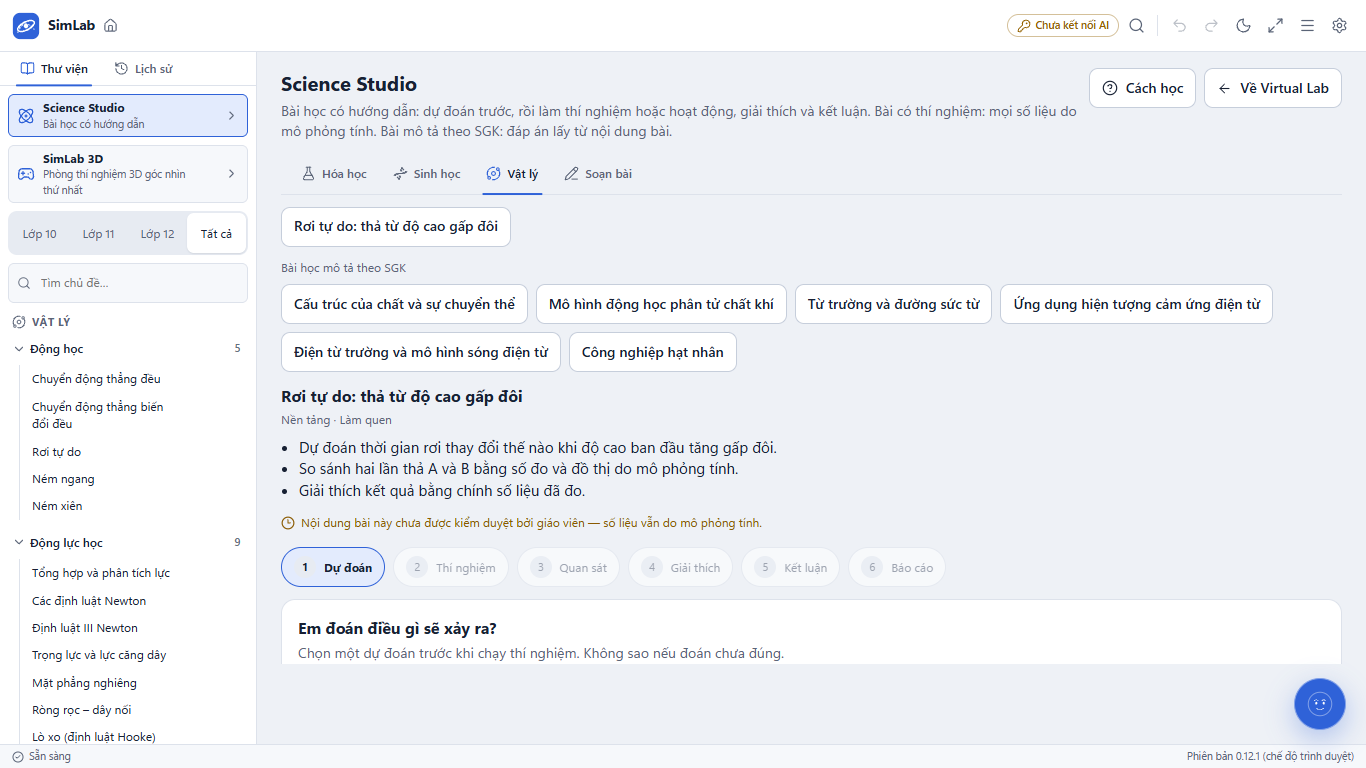 SimLab
Chưa kết nối AI
Thư viện
Lịch sử
Science Studio
Bài học có hướng dẫn
SimLab 3D
Phòng thí nghiệm 3D góc nhìn
thứ nhất
Lớp 10
Lớp 11
Lớp 12
Tất cả
Tìm chủ đề...
VẬT LÝ
Động học
5
Chuyển động thẳng đều
Chuyển động thẳng biến
đổi đều
Rơi tự do
Ném ngang
Ném xiên
Động lực học
9
Tổng hợp và phân tích lực
Các định luật Newton
Định luật III Newton
Trọng lực và lực căng dây
Mặt phẳng nghiêng
Ròng rọc – dây nối
Lò xo (định luật Hooke)
Science Studio
Bài học có hướng dẫn: dự đoán trước, rồi làm thí nghiệm hoặc hoạt động, giải thích và kết luận. Bài có thí nghiệm: mọi số liệu do
mô phỏng tính. Bài mô tả theo SGK: đáp án lấy từ nội dung bài.
Cách học
Về Virtual Lab
Hóa học
Sinh học
Vật lý
Soạn bài
Rơi tự do: thả từ độ cao gấp đôi
Bài học mô tả theo SGK
Cấu trúc của chất và sự chuyển thể
Mô hình động học phân tử chất khí
Từ trường và đường sức từ
Ứng dụng hiện tượng cảm ứng điện từ
Điện từ trường và mô hình sóng điện từ
Công nghiệp hạt nhân
Rơi tự do: thả từ độ cao gấp đôi
Nền tảng · Làm quen
• Dự đoán thời gian rơi thay đổi thế nào khi độ cao ban đầu tăng gấp đôi.
• So sánh hai lần thả A và B bằng số đo và đồ thị do mô phỏng tính.
• Giải thích kết quả bằng chính số liệu đã đo.
Nội dung bài này chưa được kiểm duyệt bởi giáo viên — số liệu vẫn do mô phỏng tính.
1 Dự đoán
2 Thí nghiệm
3 Quan sát
4 Giải thích
5 Kết luận
6 Báo cáo
Em đoán điều gì sẽ xảy ra?
Chọn một dự đoán trước khi chạy thí nghiệm. Không sao nếu đoán chưa đúng.
Sẵn sàng
Phiên bản 0.12.1 (chế độ trình duyệt)